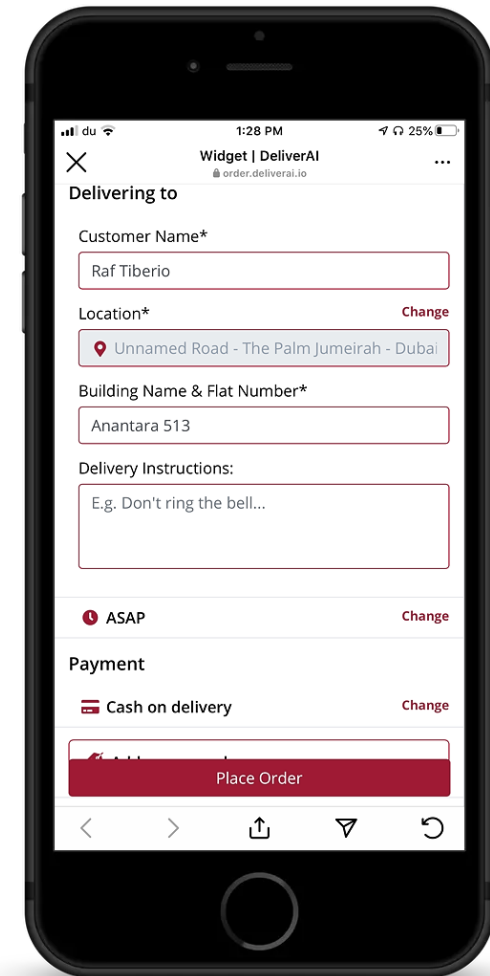 du 1:28 PM 25%
Widget | DeliverAI
order.deliverai.io
Delivering to
Customer Name*
Raf Tiberio
Location* Change
Unnamed Road - The Palm Jumeirah - Dubai
Building Name & Flat Number*
Anantara 513
Delivery Instructions:
E.g. Don't ring the bell...
ASAP Change
Payment
Cash on delivery Change
Place Order